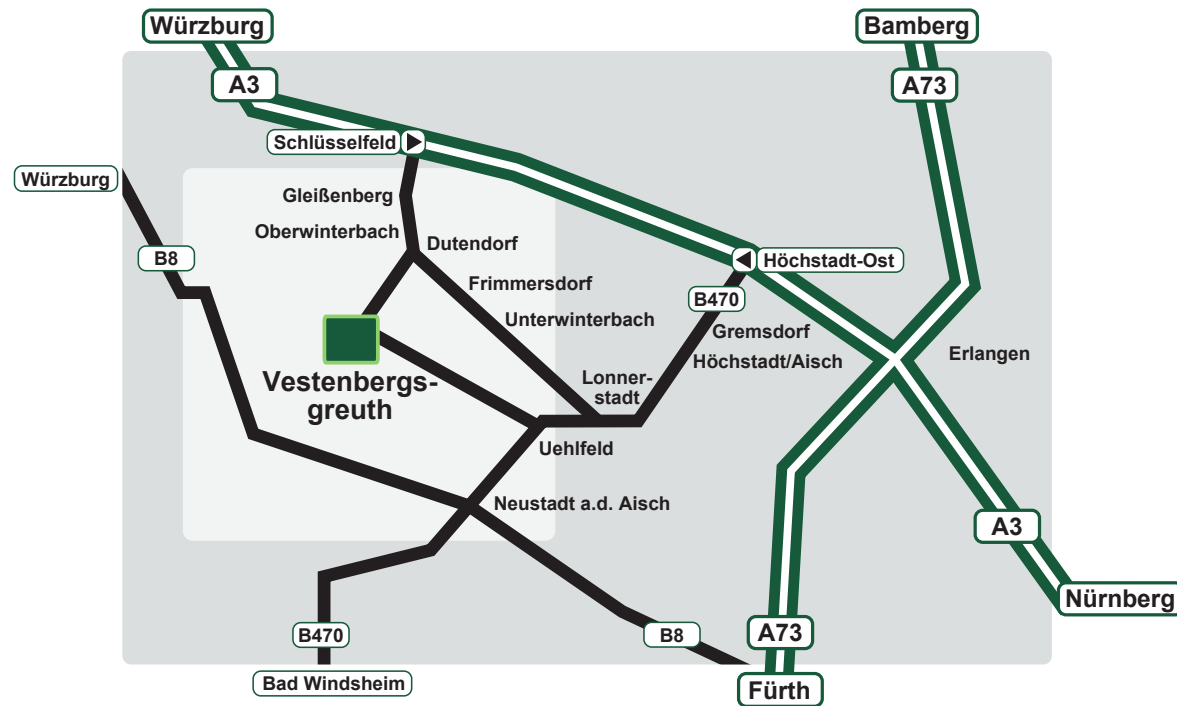 Würzburg
Bamberg
A3
A73
Schlüsselfeld
Würzburg
Gleißenberg
Oberwinterbach
Dutendorf
B8
Höchstadt-Ost
Frimmersdorf
B470
Unterwinterbach
Gremsdorf
Höchstadt/Aisch
Erlangen
Vestenbergs-
greuth
Lonner-
stadt
Uehlfeld
Neustadt a.d. Aisch
A3
Nürnberg
B470
B8
A73
Bad Windsheim
Fürth